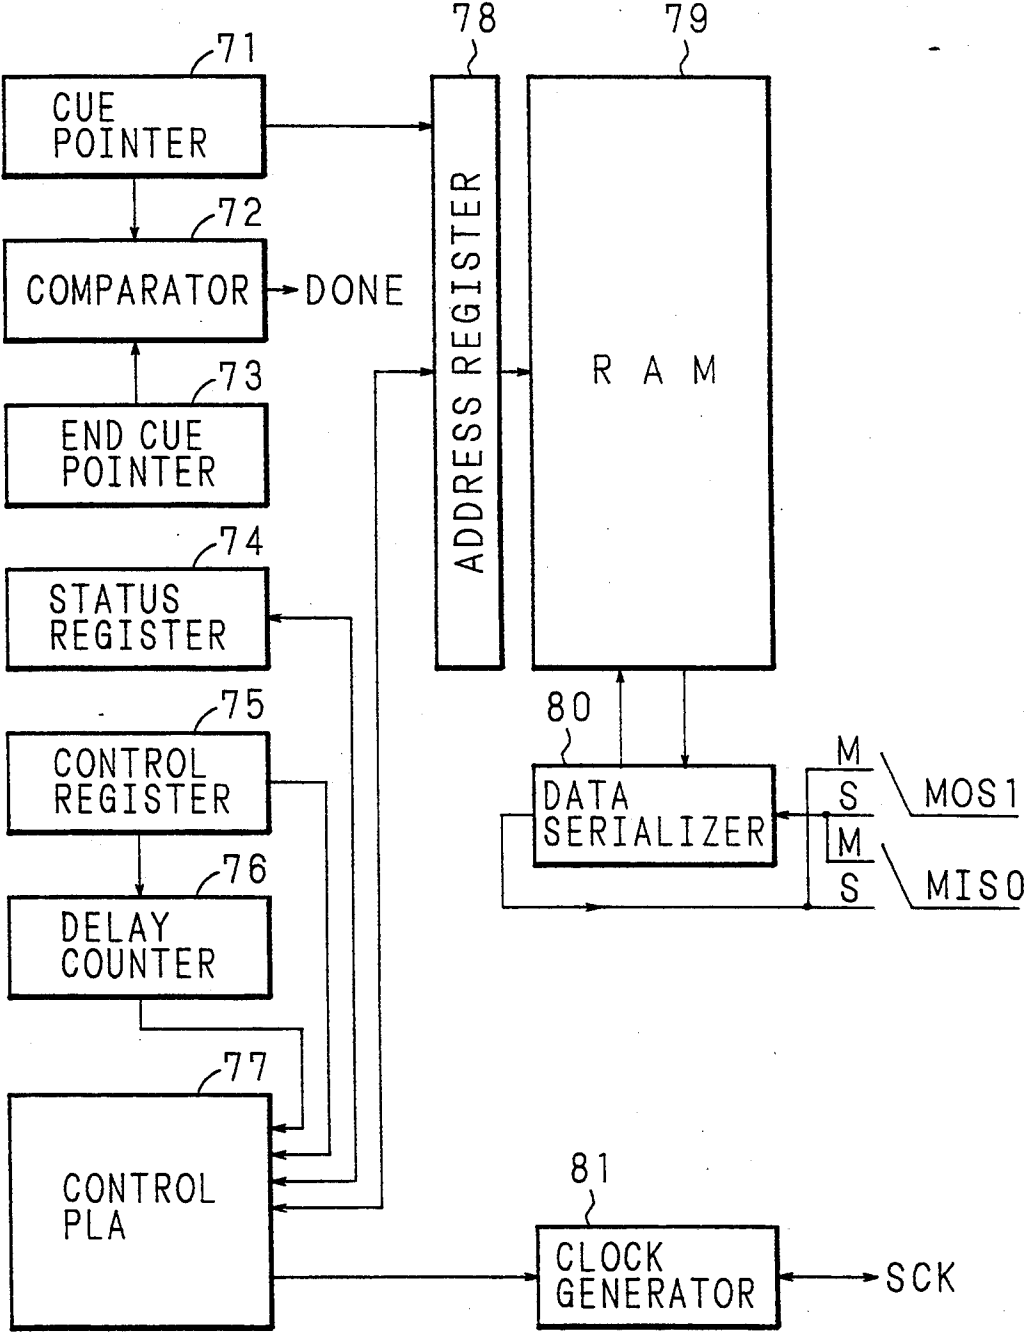 71
CUE
POINTER
72
COMPARATOR
DONE
73
END CUE
POINTER
74
STATUS
REGISTER
75
CONTROL
REGISTER
76
DELAY
COUNTER
77
CONTROL
PLA
78
ADDRESS REGISTER
79
RAM
80
DATA
SERIALIZER
M
S
MOS1
M
S
MISO
81
CLOCK
GENERATOR
SCK